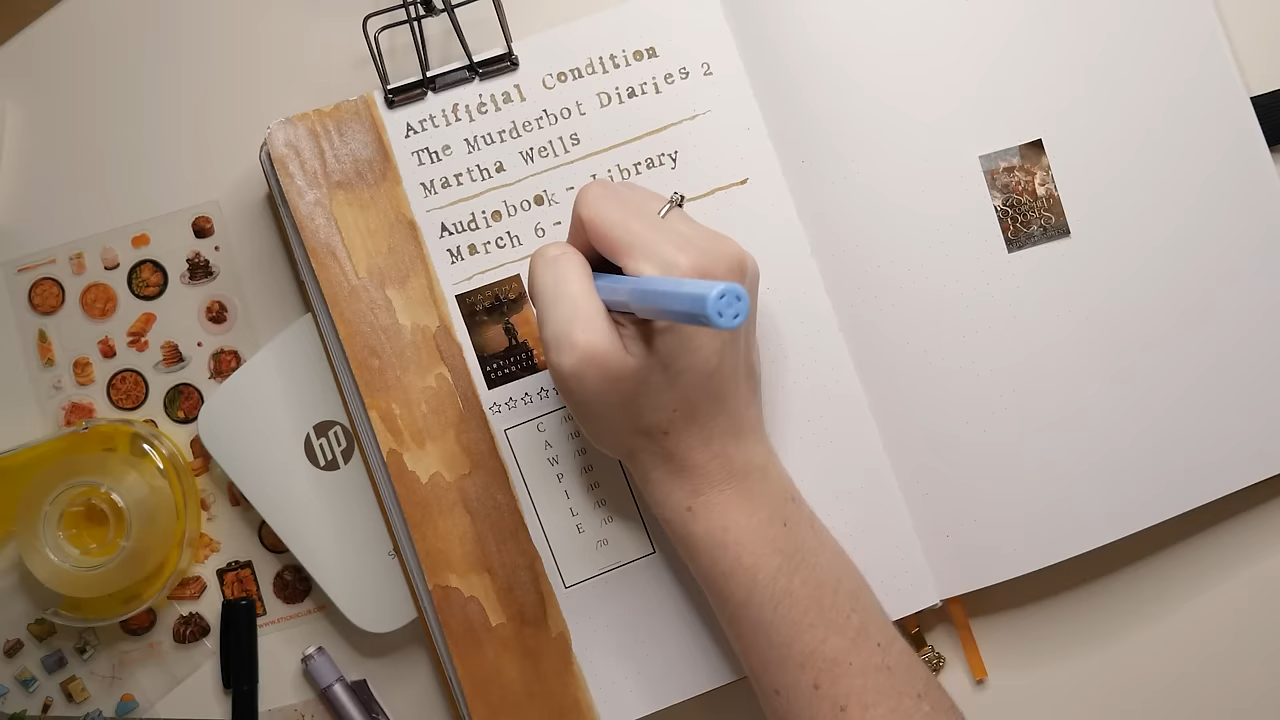 Artificial Condition
The Murderbot Diaries 2
Martha Wells
Audiobook - Library
March 6 -
MARTHA
WELLS
ARTIFICIAL
CONDITION
C /10
A /10
W /10
P /10
I /10
L /10
E /10
/70
hp
ROSES